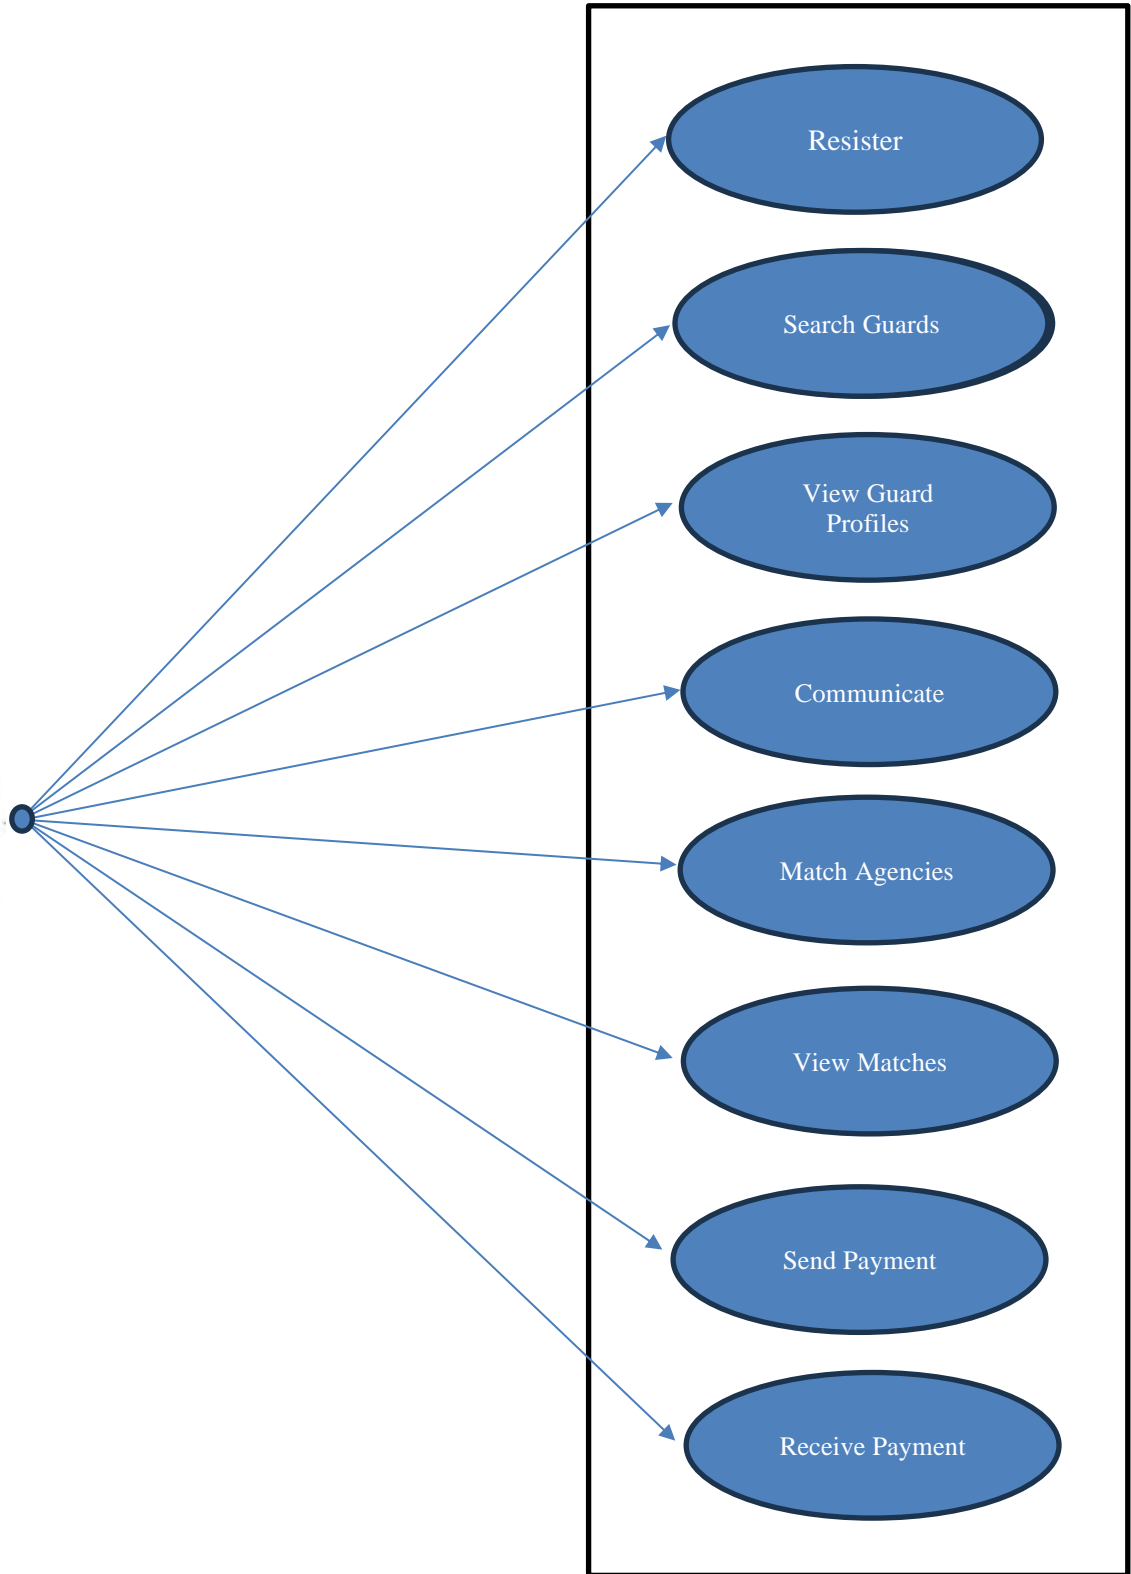 Resister
Search Guards
View Guard
Profiles
Communicate
Match Agencies
View Matches
Send Payment
Receive Payment